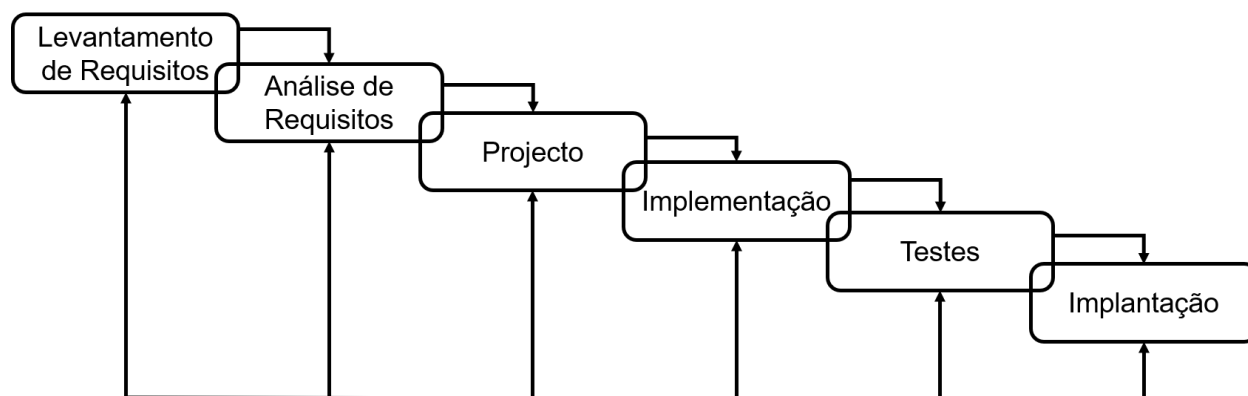 Levantamento
de Requisitos
Análise de
Requisitos
Projecto
Implementação
Testes
Implantação